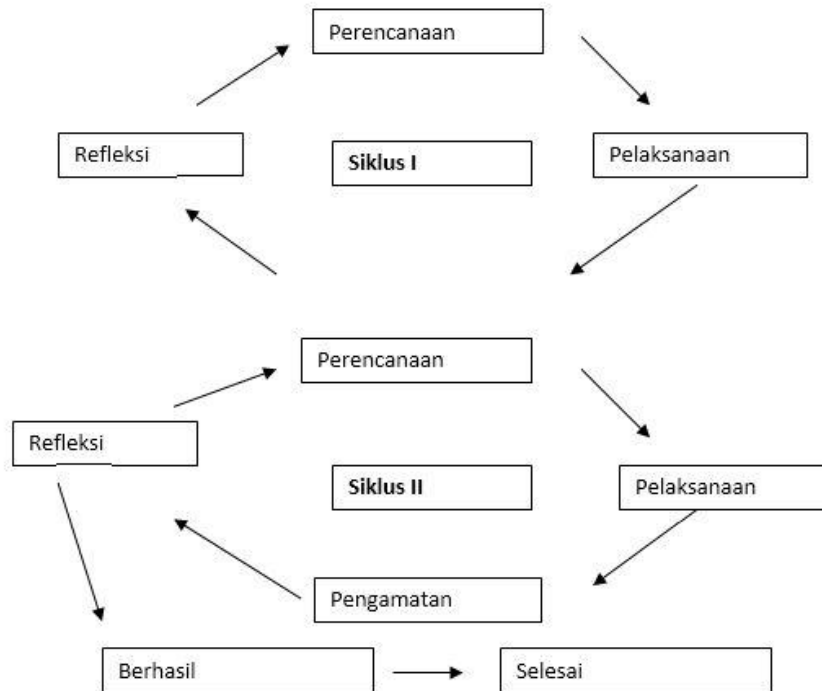 Perencanaan
Refleksi
Siklus I
Pelaksanaan
Perencanaan
Refleksi
Siklus II
Pelaksanaan
Pengamatan
Berhasil
Selesai